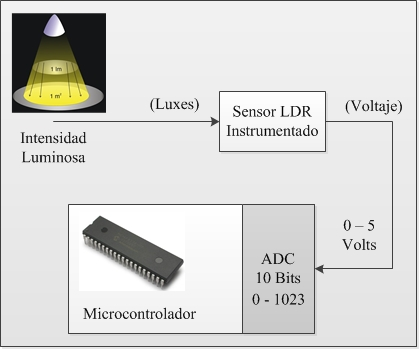 1 lm
1 m²
Intensidad
Luminosa
(Luxes)
Sensor LDR
Instrumentado
(Voltaje)
0 – 5
Volts
ADC
10 Bits
0 - 1023
Microcontrolador